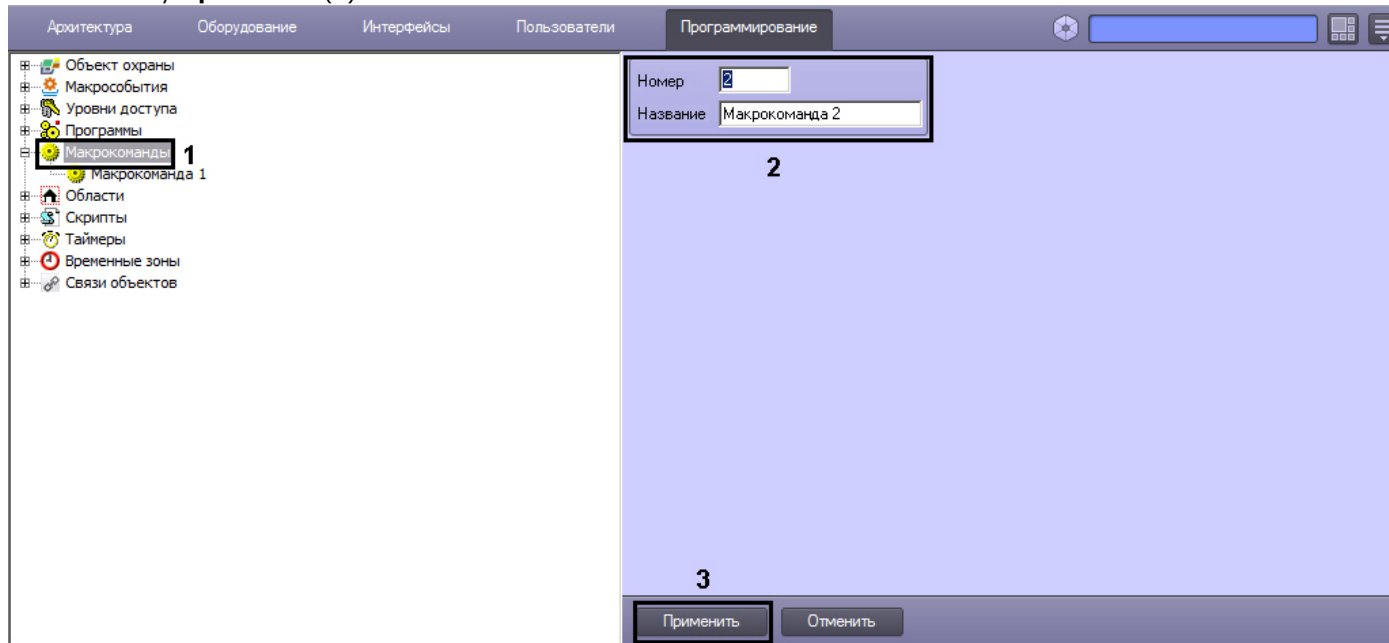 Архитектура Оборудование Интерфейсы Пользователи Программирование
Объект охраны
Макрособытия
Уровни доступа
Программы
Макрокоманды 1
Макрокоманда 1
Области
Скрипты
Таймеры
Временные зоны
Связи объектов
Номер 2
Название Макрокоманда 2
2
3
Применить Отменить